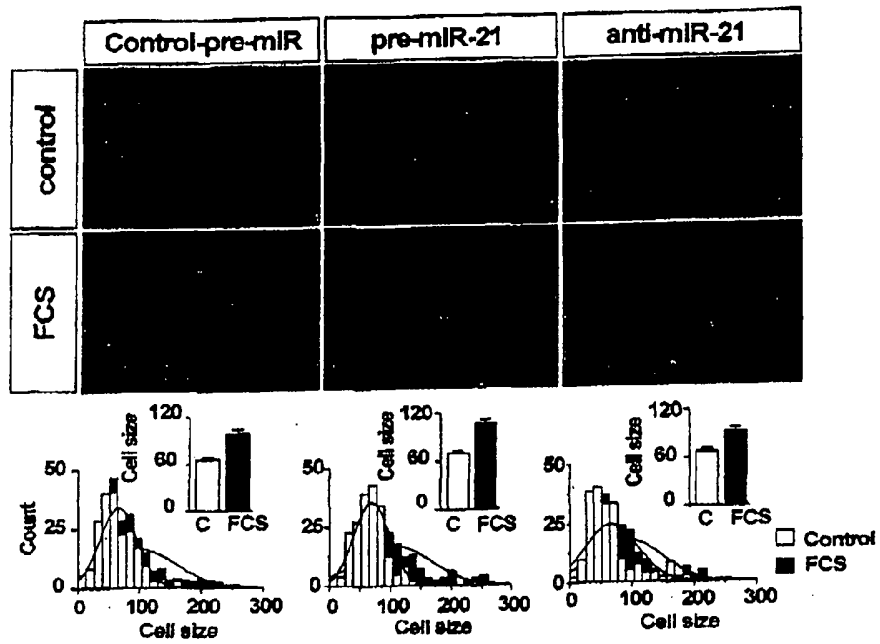 Control-pre-miR pre-miR-21 anti-miR-21
control
FCS
Cell size 120 60 0 C FCS
Cell size 120 60 0 C FCS
Cell size 120 60 0 C FCS
Count 50 25 0
50 25 0
50 25 0
0 100 200 300
0 100 200 300
0 100 200 300
Cell size Cell size Cell size
Control
FCS